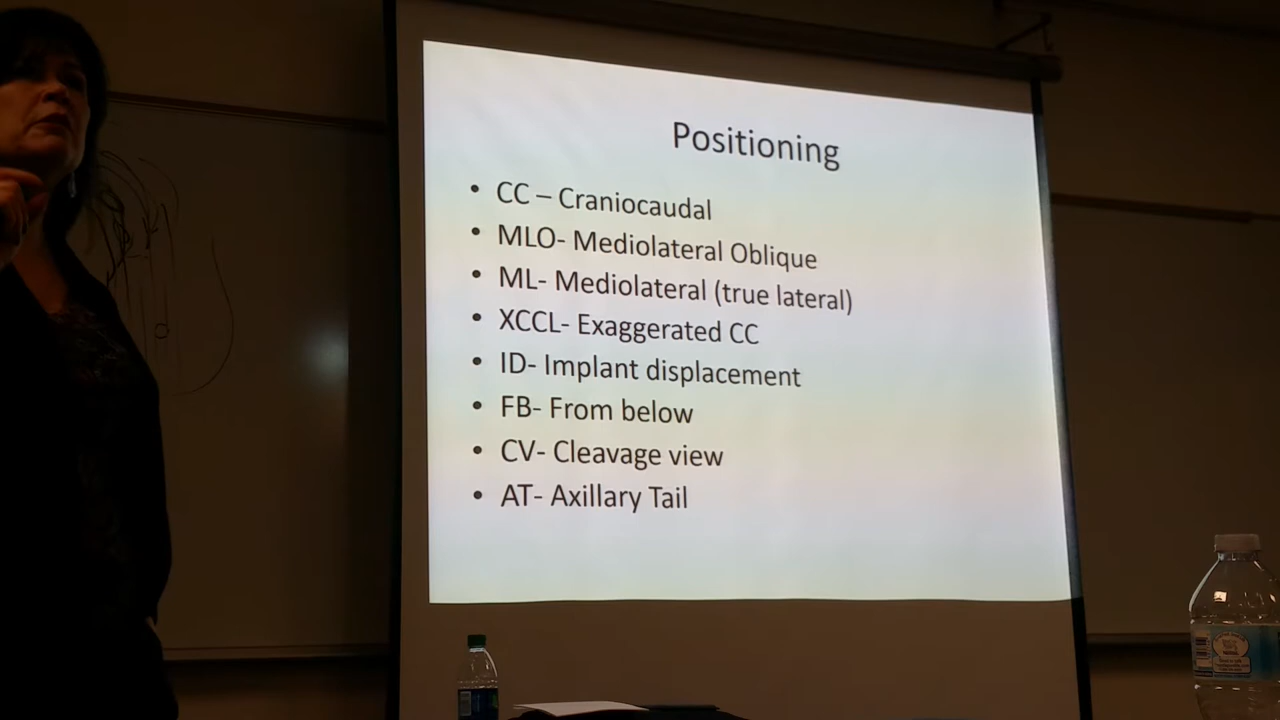 Positioning
• CC – Craniocaudal
• MLO- Mediolateral Oblique
• ML- Mediolateral (true lateral)
• XCCL- Exaggerated CC
• ID- Implant displacement
• FB- From below
• CV- Cleavage view
• AT- Axillary Tail